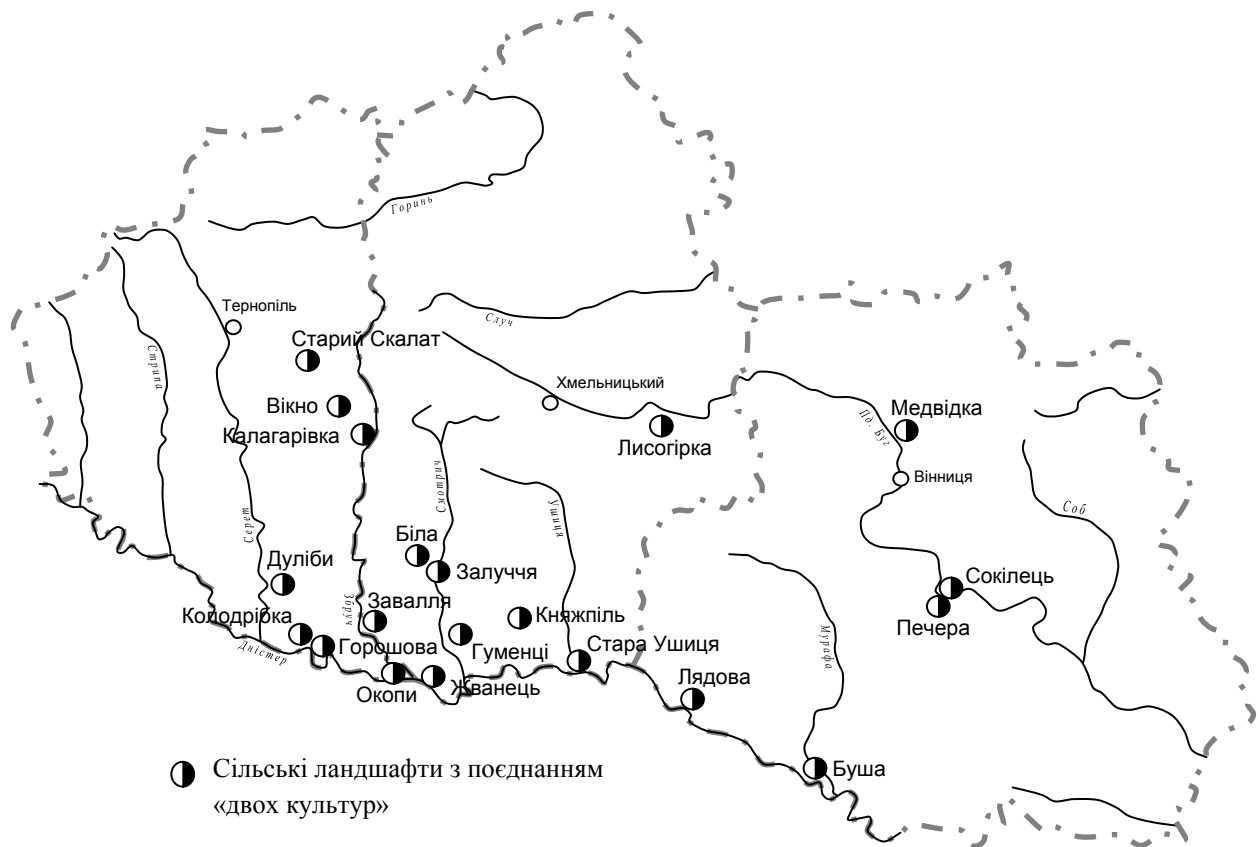 Горинь
Тернопіль
Случ
Старий Скалат
Стрипа
Хмельницький
Вікно
Медвідка
Пд. Буг
Калагарівка
Лисогірка
Вінниця
Смотрич
Ушиця
Соб
Серет
Біла
Залуччя
Дуліби
Сокілець
Збруч
Завалля
Княжпіль
Печера
Колодрібка
Мурафа
Горошова
Гуменці
Стара Ушиця
Дністер
Окопи
Жванець
Лядова
Буша
Сільські ландшафти з поєднанням
«двох культур»